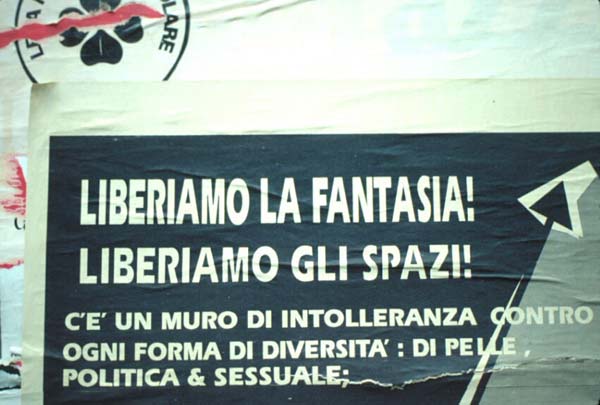 OLARE
LIBERIAMO LA FANTASIA!
LIBERIAMO GLI SPAZI!
C'E' UN MURO DI INTOLLERANZA CONTRO
OGNI FORMA DI DIVERSITA': DI PELLE,
POLITICA & SESSUALE;